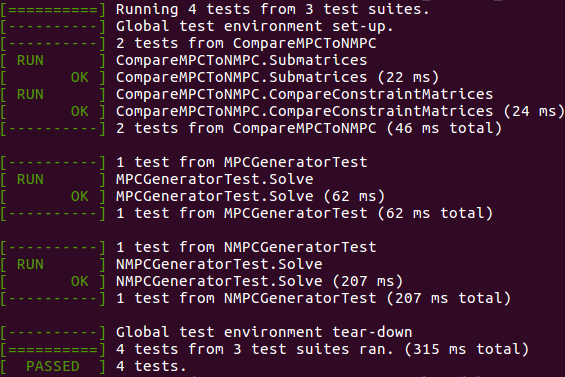 [==========] Running 4 tests from 3 test suites.
[----------] Global test environment set-up.
[----------] 2 tests from CompareMPCToNMPC
[ RUN      ] CompareMPCToNMPC.Submatrices
[       OK ] CompareMPCToNMPC.Submatrices (22 ms)
[ RUN      ] CompareMPCToNMPC.CompareConstraintMatrices
[       OK ] CompareMPCToNMPC.CompareConstraintMatrices (24 ms)
[----------] 2 tests from CompareMPCToNMPC (46 ms total)
[----------] 1 test from MPCGeneratorTest
[ RUN      ] MPCGeneratorTest.Solve
[       OK ] MPCGeneratorTest.Solve (62 ms)
[----------] 1 test from MPCGeneratorTest (62 ms total)
[----------] 1 test from NMPCGeneratorTest
[ RUN      ] NMPCGeneratorTest.Solve
[       OK ] NMPCGeneratorTest.Solve (207 ms)
[----------] 1 test from NMPCGeneratorTest (207 ms total)
[----------] Global test environment tear-down
[==========] 4 tests from 3 test suites ran. (315 ms total)
[  PASSED  ] 4 tests.